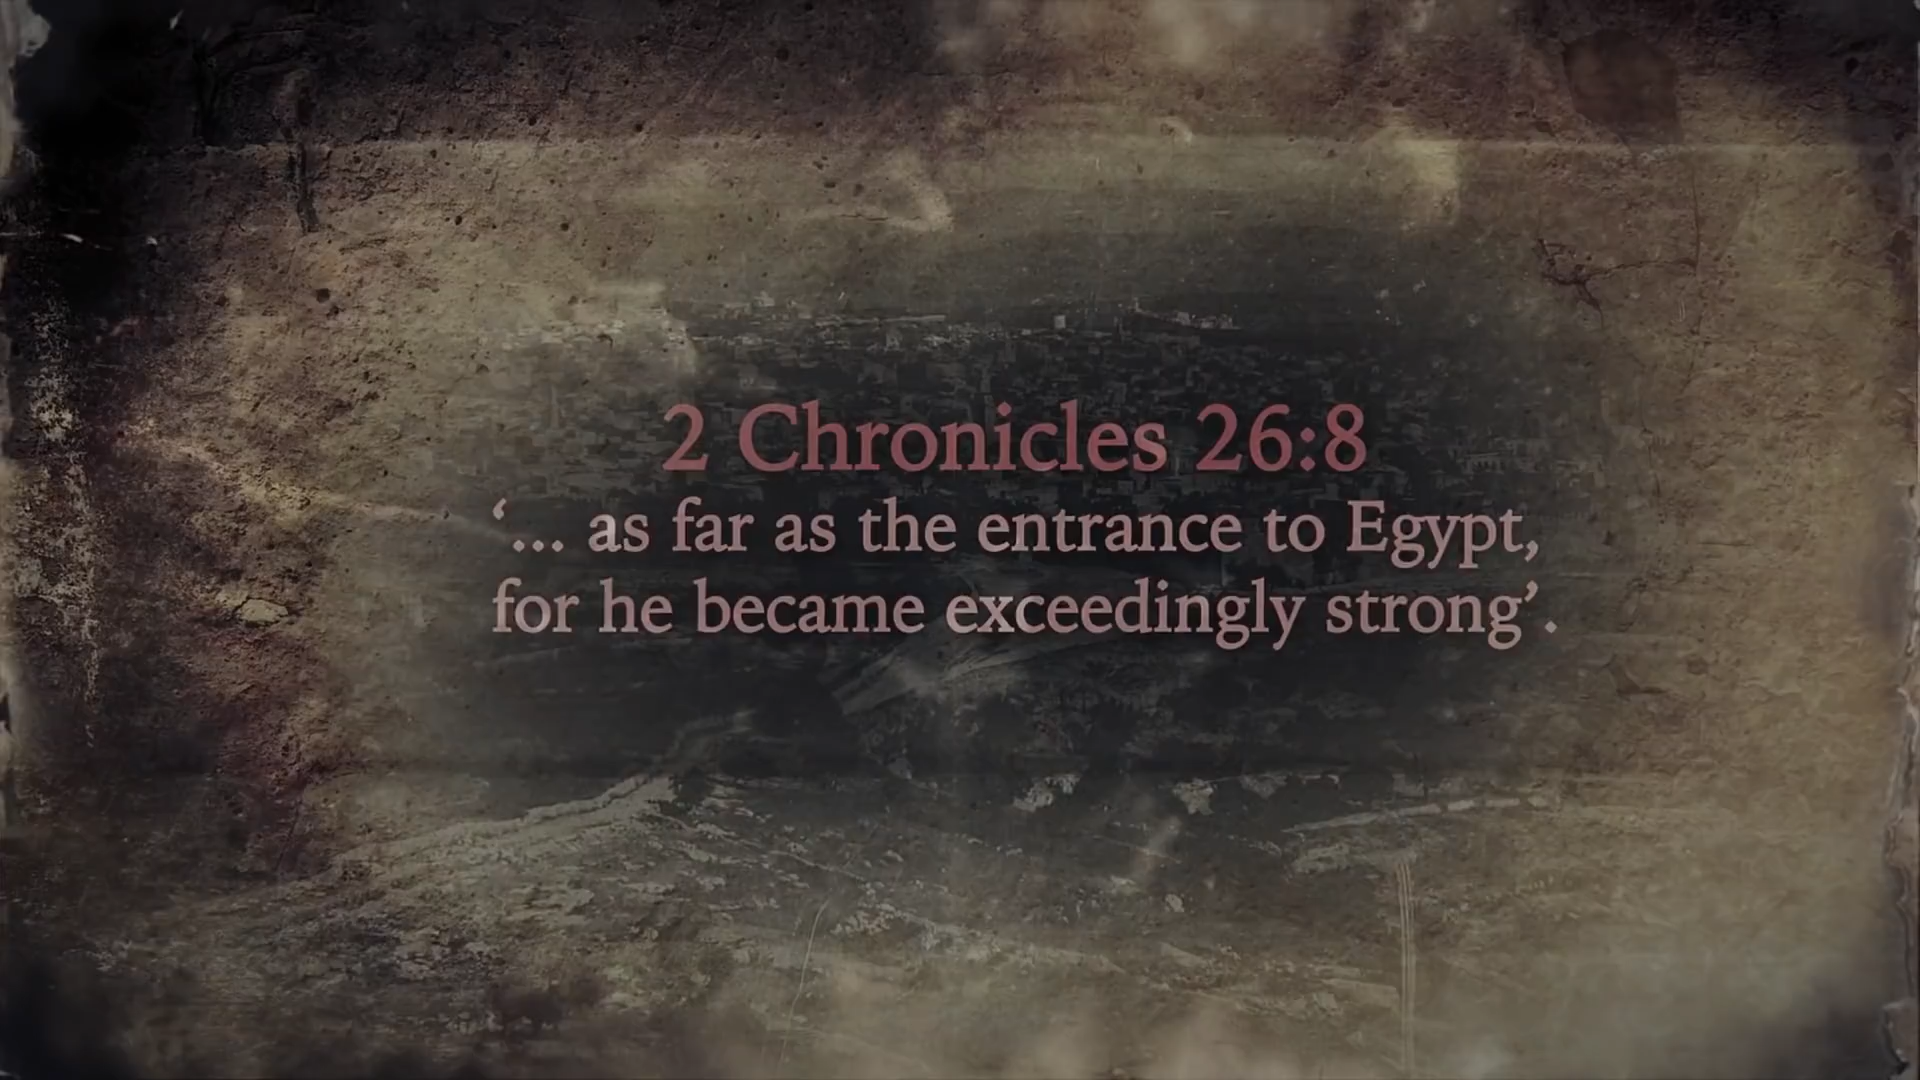 2 Chronicles 26:8
‘... as far as the entrance to Egypt,
for he became exceedingly strong’.